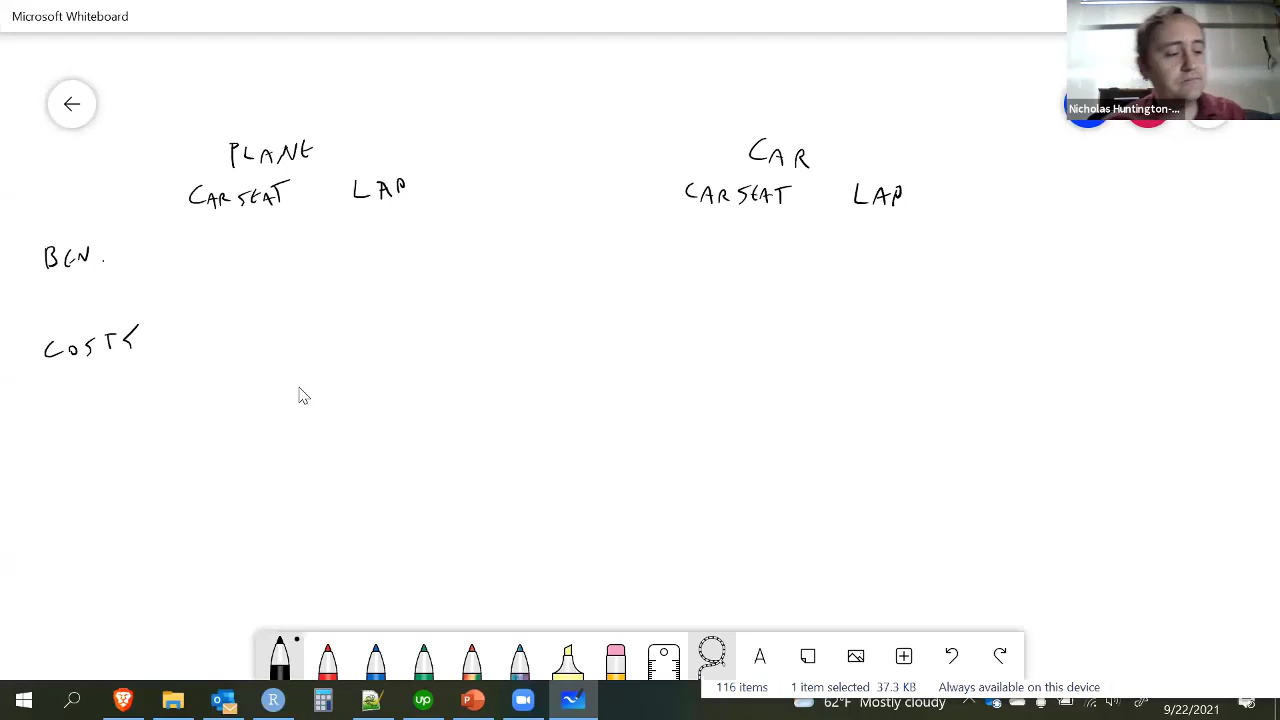 Microsoft Whiteboard
Nicholas Huntington-...
PLANE
CAR
CARSEAT LAP
CARSEAT LAP
BEN.
COSTS
A
116 items 1 item selected 37.3 KB Always available on this device
R
up
P
62°F Mostly cloudy
9/22/2021